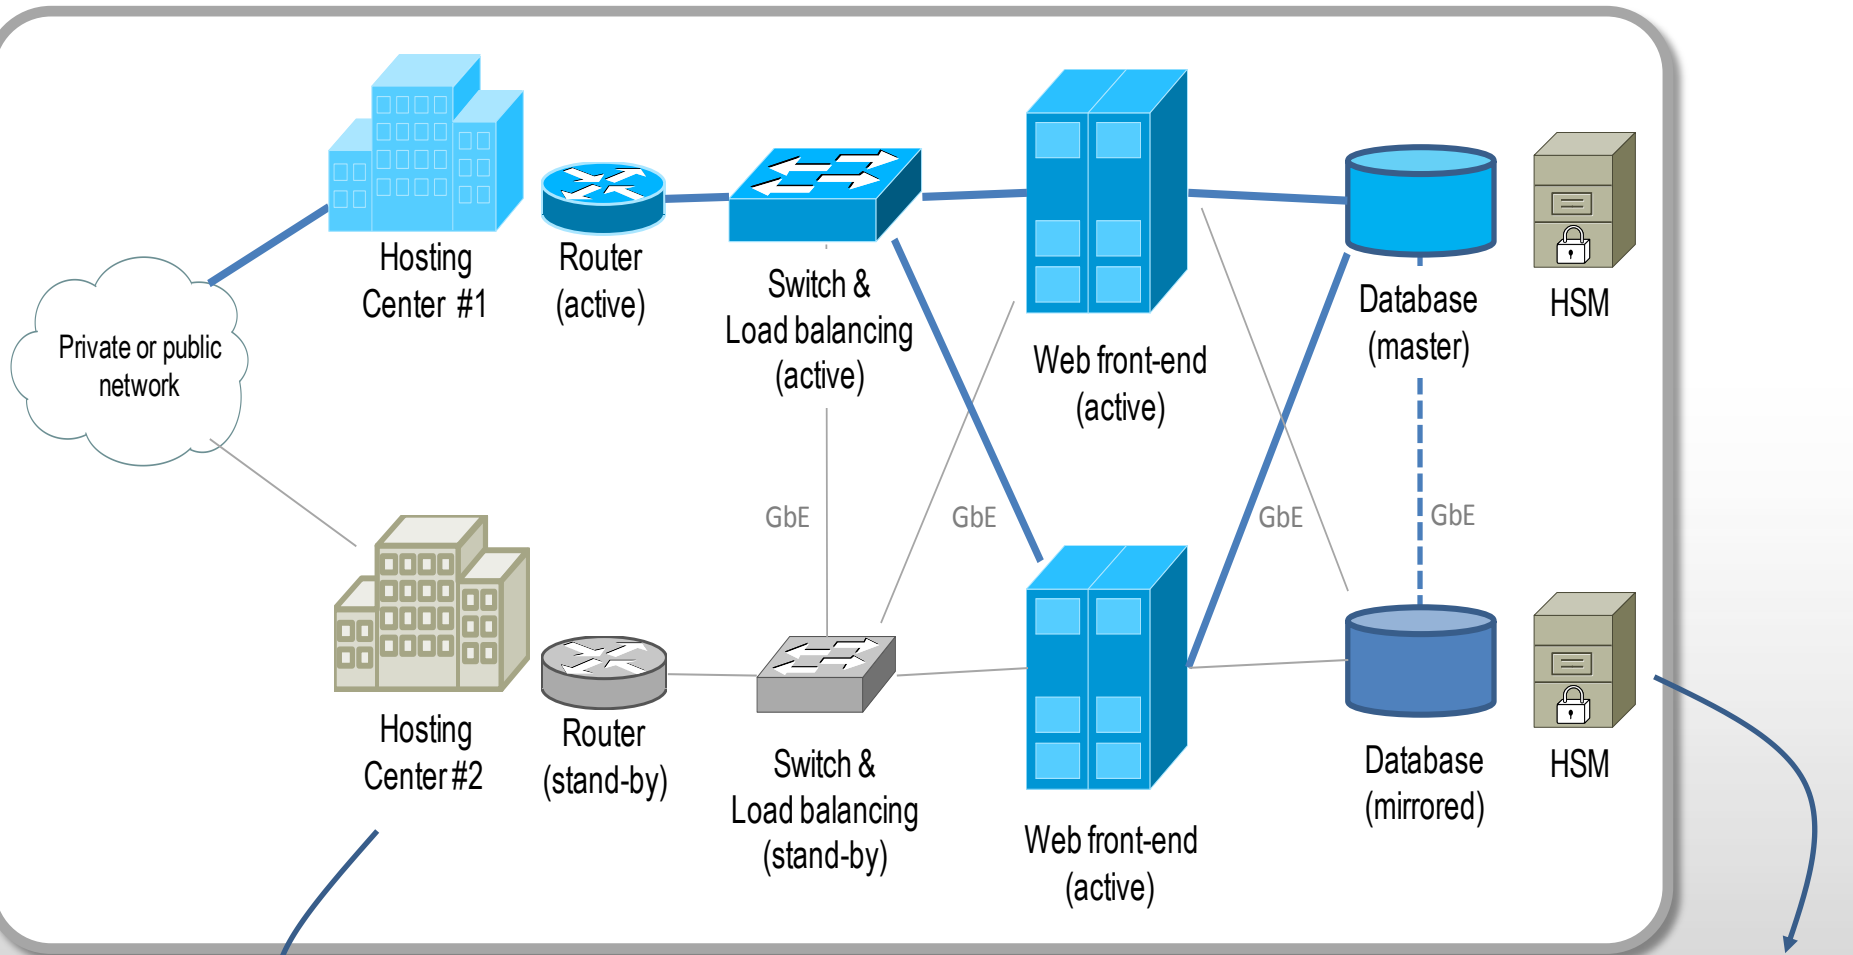 Hosting
Center #1
Router
(active)
Switch &
Load balancing
(active)
Web front-end
(active)
Database
(master)
HSM
Private or public
network
GbE
GbE
GbE
GbE
Hosting
Center #2
Router
(stand-by)
Switch &
Load balancing
(stand-by)
Web front-end
(active)
Database
(mirrored)
HSM